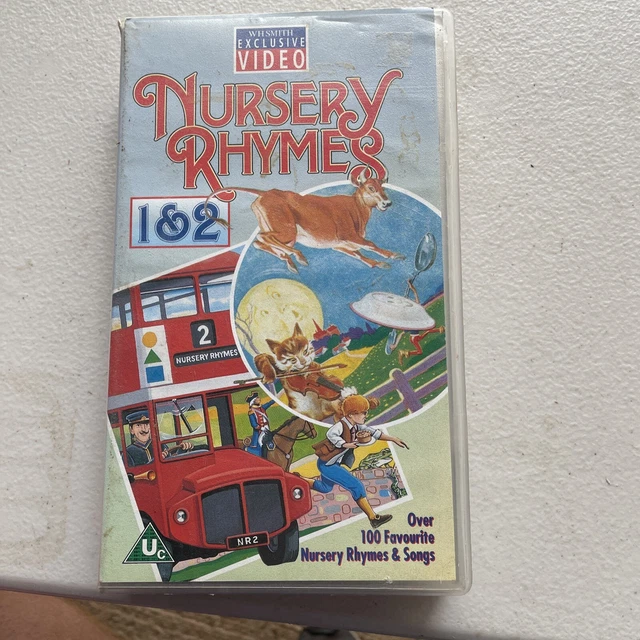 WHSMITH
EXCLUSIVE
VIDEO
NURSERY
RHYMES
1&2
2
NURSERY RHYMES
NR2
Uc
Over
100 Favourite
Nursery Rhymes & Songs